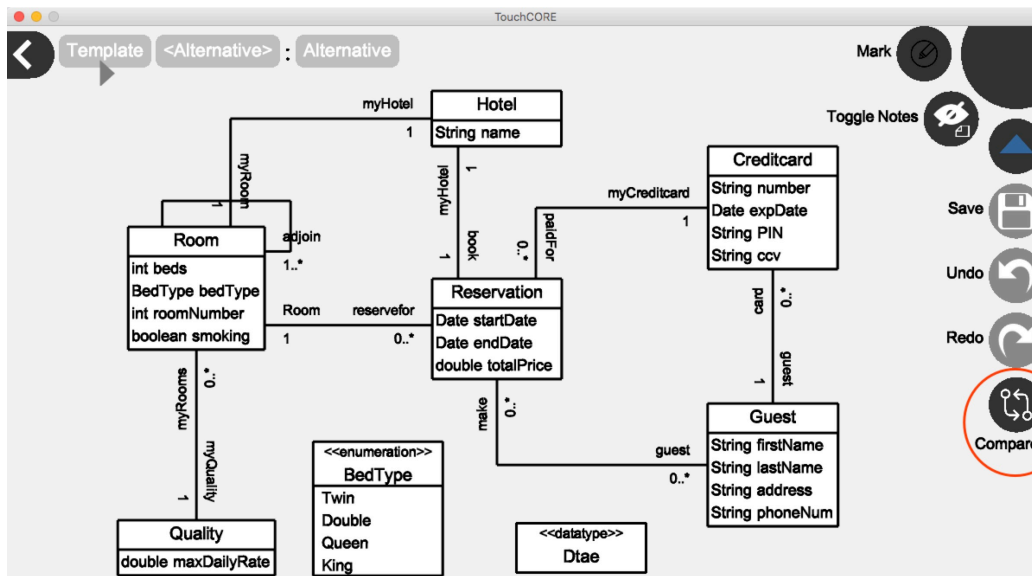 TouchCORE
Template <Alternative> : Alternative
Mark
Toggle Notes
Save
Undo
Redo
Compare
myHotel
1
myRoom
1
Hotel
String name
1
myHotel
book
1
Room
int beds
BedType bedType
int roomNumber
boolean smoking
adjoin
1..*
Room
1
reservefor
0..*
Reservation
Date startDate
Date endDate
double totalPrice
paidFor
0..*
myCreditcard
1
Creditcard
String number
Date expDate
String PIN
String ccv
card
0..*
guest
1
Guest
String firstName
String lastName
String address
String phoneNum
make
0..*
guest
0..*
myRooms
0..*
myQuality
1
Quality
double maxDailyRate
<<enumeration>>
BedType
Twin
Double
Queen
King
<<datatype>>
Dtae